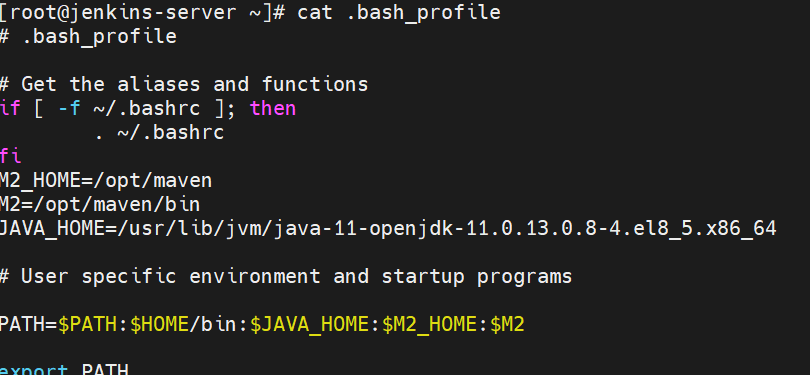 [root@jenkins-server ~]# cat .bash_profile
# .bash_profile
# Get the aliases and functions
if [ -f ~/.bashrc ]; then
. ~/.bashrc
fi
M2_HOME=/opt/maven
M2=/opt/maven/bin
JAVA_HOME=/usr/lib/jvm/java-11-openjdk-11.0.13.0.8-4.el8_5.x86_64
# User specific environment and startup programs
PATH=$PATH:$HOME/bin:$JAVA_HOME:$M2_HOME:$M2
export PATH